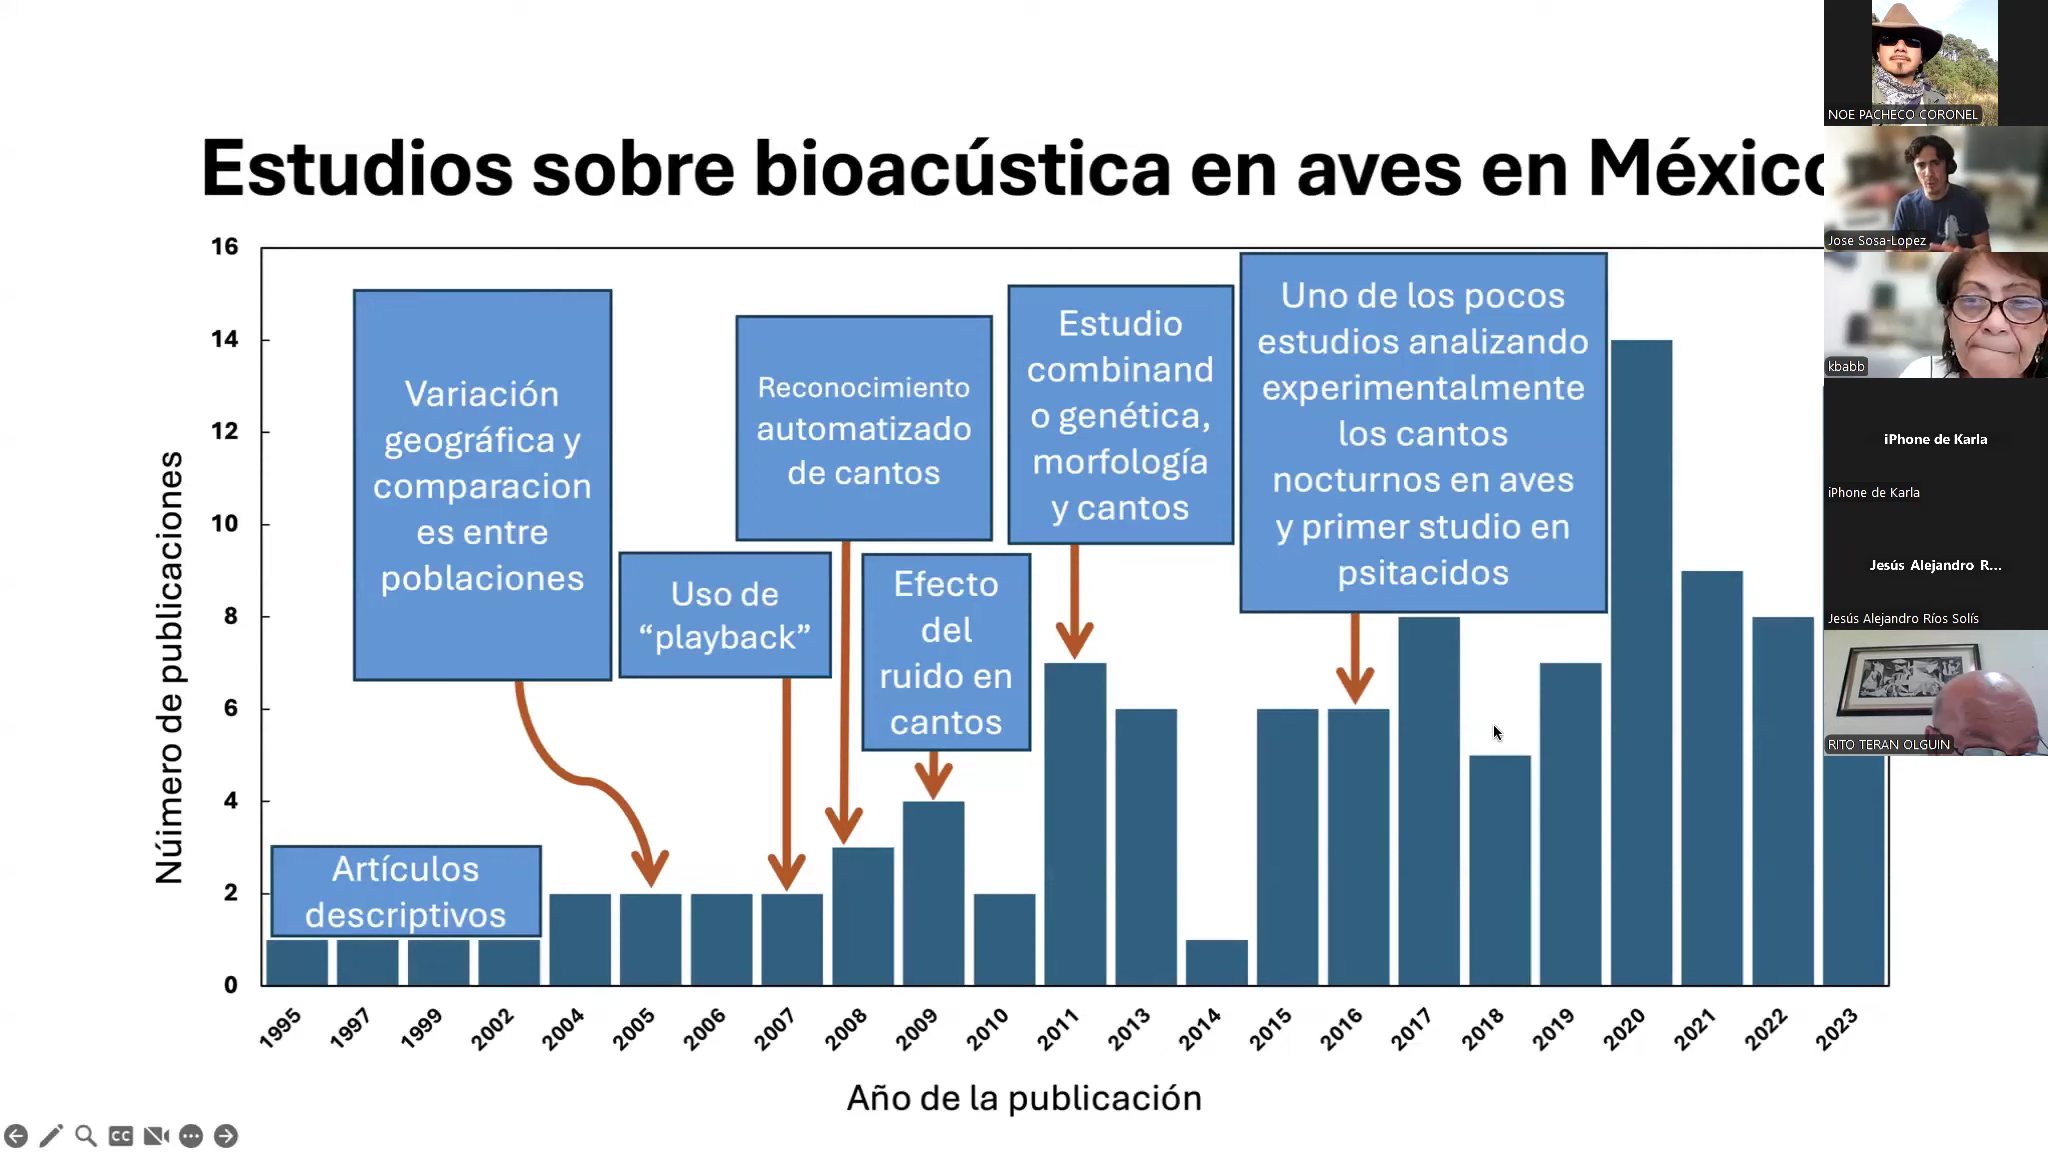 Estudios sobre bioacústica en aves en México
Número de publicaciones
16
14
12
10
8
6
4
2
0
Artículos
descriptivos
Variación
geográfica y
comparacion
es entre
poblaciones
Uso de
“playback”
Reconocimiento
automatizado
de cantos
Efecto
del
ruido en
cantos
Estudio
combinand
o genética,
morfología
y cantos
Uno de los pocos
estudios analizando
experimentalmente
los cantos
nocturnos en aves
y primer studio en
psitacidos
1995
1997
1999
2002
2004
2005
2006
2007
2008
2009
2010
2011
2013
2014
2015
2016
2017
2018
2019
2020
2021
2022
2023
Año de la publicación
CC
NOE PACHECO CORONEL
Jose Sosa-Lopez
kbabb
iPhone de Karla
iPhone de Karla
Jesús Alejandro R...
Jesús Alejandro Ríos Solís
RITO TERAN OLGUIN